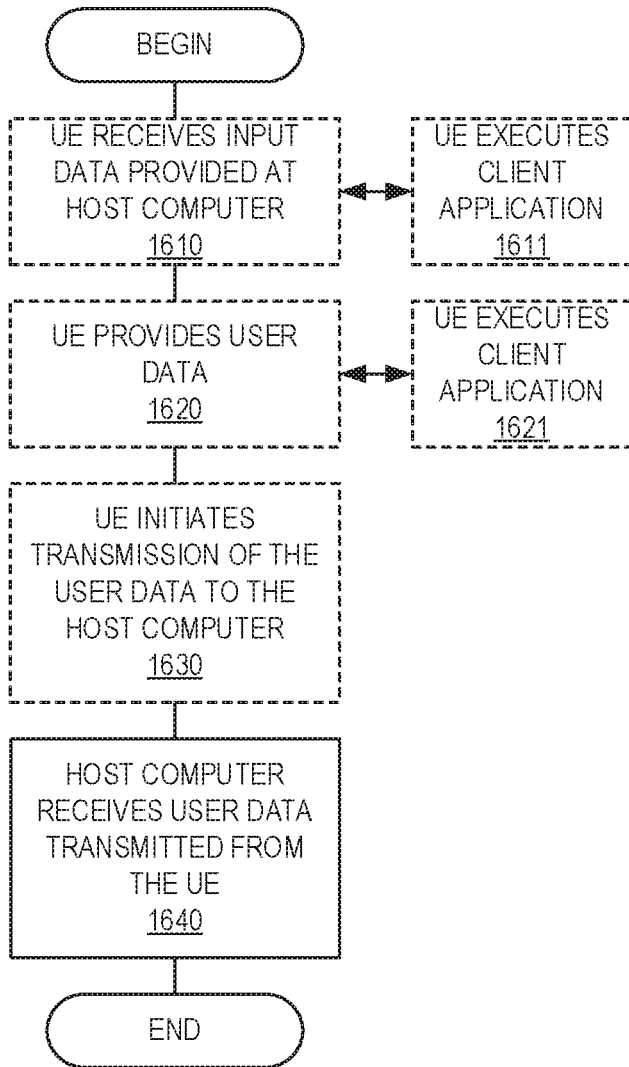 BEGIN
UE RECEIVES INPUT
DATA PROVIDED AT
HOST COMPUTER
1610
UE EXECUTES
CLIENT
APPLICATION
1611
UE PROVIDES USER
DATA
1620
UE EXECUTES
CLIENT
APPLICATION
1621
UE INITIATES
TRANSMISSION OF THE
USER DATA TO THE
HOST COMPUTER
1630
HOST COMPUTER
RECEIVES USER DATA
TRANSMITTED FROM
THE UE
1640
END